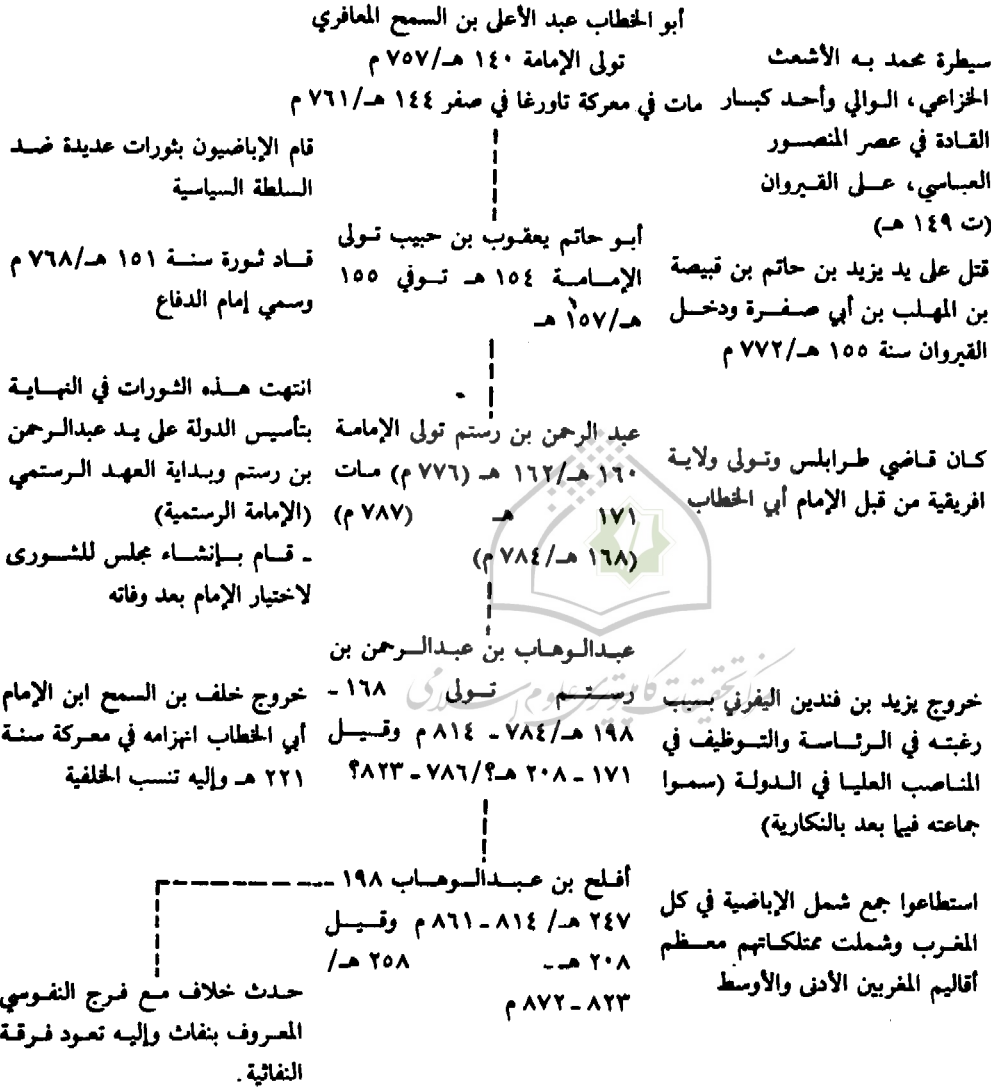 أبو الخطاب عبد الأعلى بن السمح المعافري
تولى الإمامة ١٤٠ هـ/٧٥٧ م
مات في معركة تاورغا في صفر ١٤٤ هـ/٧٦١ م
سيطرة محمد به الأشعث
الخزاعي، الوالي وأحد كبار
القادة في عصر المنصور
العباسي، على القيروان
(ت ١٤٩ هـ)
قام الإباضيون بثورات عديدة ضد
السلطة السياسية
أبو حاتم يعقوب بن حبيب تولى
الإمامة ١٥٤ هـ توفي ١٥٥
هـ/١٥٧ هـ
قتل على يد يزيد بن حاتم بن قبيصة
بن المهلب بن أبي صفرة ودخل
القيروان سنة ١٥٥ هـ/٧٧٢ م
قاد ثورة سنة ١٥١ هـ/٧٦٨ م
وسمي إمام الدفاع
عبد الرحمن بن رستم تولى الإمامة
١٦٠ هـ/١٦٢ هـ (٧٧٦ م) مات
١٧١ هـ (٧٨٧ م)
(١٦٨ هـ/٧٨٤ م)
كان قاضي طرابلس وتولى ولاية
افريقية من قبل الإمام أبي الخطاب
انتهت هذه الثورات في النهاية
بتأسيس الدولة على يد عبدالرحمن
بن رستم وبداية العهد الرستمي
(الإمامة الرستمية)
ـ قام بإنشاء مجلس للشورى
لاختيار الإمام بعد وفاته
عبدالوهاب بن عبدالرحمن بن
رستم تولى ١٦٨ -
١٩٨ هـ/٧٨٤ - ٨١٤ م وقيل
١٧١ - ٢٠٨ هـ؟/٧٨٦ - ٨٢٣؟
خروج يزيد بن فندين اليفرني بسبب
رغبته في الرئاسة والتوظيف في
المناصب العليا في الدولة (سموا
جماعته فيما بعد بالنكارية)
خروج خلف بن السمح ابن الإمام
أبي الخطاب انهزامه في معركة سنة
٢٢١ هـ وإليه تنسب الخلفية
أفلح بن عبدالوهاب ١٩٨ -
٢٤٧ هـ/ ٨١٤ - ٨٦١ م وقيل
٢٠٨ هـ - ٢٥٨ هـ/
٨٢٣ - ٨٧٢ م
استطاعوا جمع شمل الإباضية في كل
المغرب وشملت ممتلكاتهم معظم
أقاليم المغربين الأدنى والأوسط
حدث خلاف مع فرج النفوسي
المعروف بنفاث وإليه تعود فرقة
النفاثية.
مرکز تحقیقات کامپیوتری علوم اسلامی